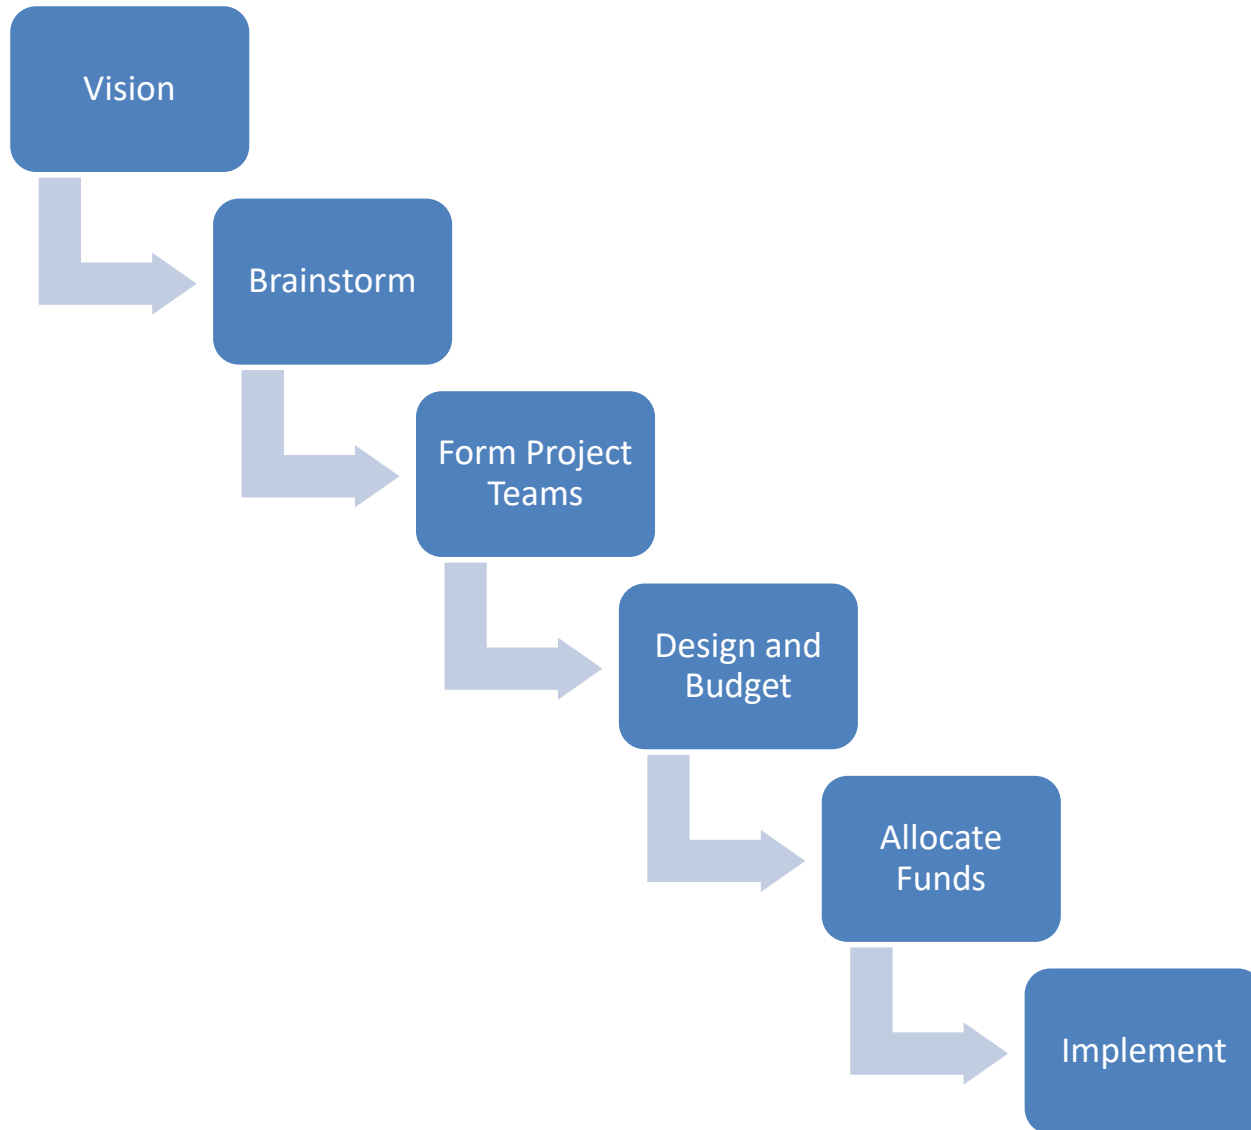 Vision
Brainstorm
Form Project
Teams
Design and
Budget
Allocate
Funds
Implement